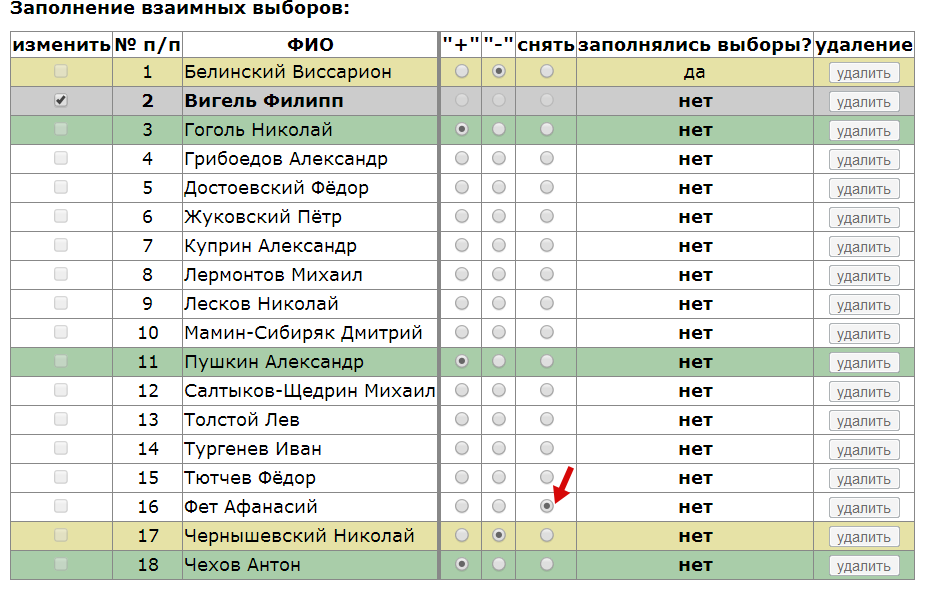 Заполнение взаимных выборов:
изменить № п/п ФИО "+" "-" снять заполнялись выборы? удаление
1 Белинский Виссарион да удалить
2 Вигель Филипп нет удалить
3 Гоголь Николай нет удалить
4 Грибоедов Александр нет удалить
5 Достоевский Фёдор нет удалить
6 Жуковский Пётр нет удалить
7 Куприн Александр нет удалить
8 Лермонтов Михаил нет удалить
9 Лесков Николай нет удалить
10 Мамин-Сибиряк Дмитрий нет удалить
11 Пушкин Александр нет удалить
12 Салтыков-Щедрин Михаил нет удалить
13 Толстой Лев нет удалить
14 Тургенев Иван нет удалить
15 Тютчев Фёдор нет удалить
16 Фет Афанасий нет удалить
17 Чернышевский Николай нет удалить
18 Чехов Антон нет удалить